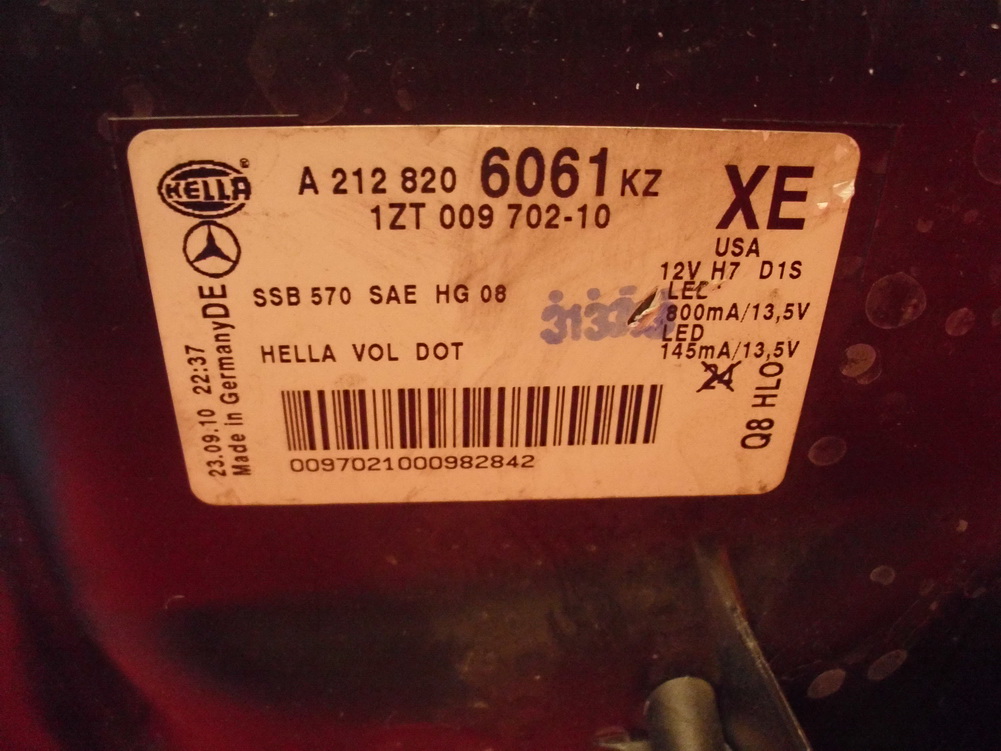 HELLA®
A 212 820 6061 KZ
1ZT 009 702-10
XE
USA
12V H7 D1S
LED
800mA/13,5V
LED
145mA/13,5V
24
SSB 570 SAE HG 08
HELLA VOL DOT
0097021000982842
23.09.10 22:37
Made in Germany DE
Q8 HLO